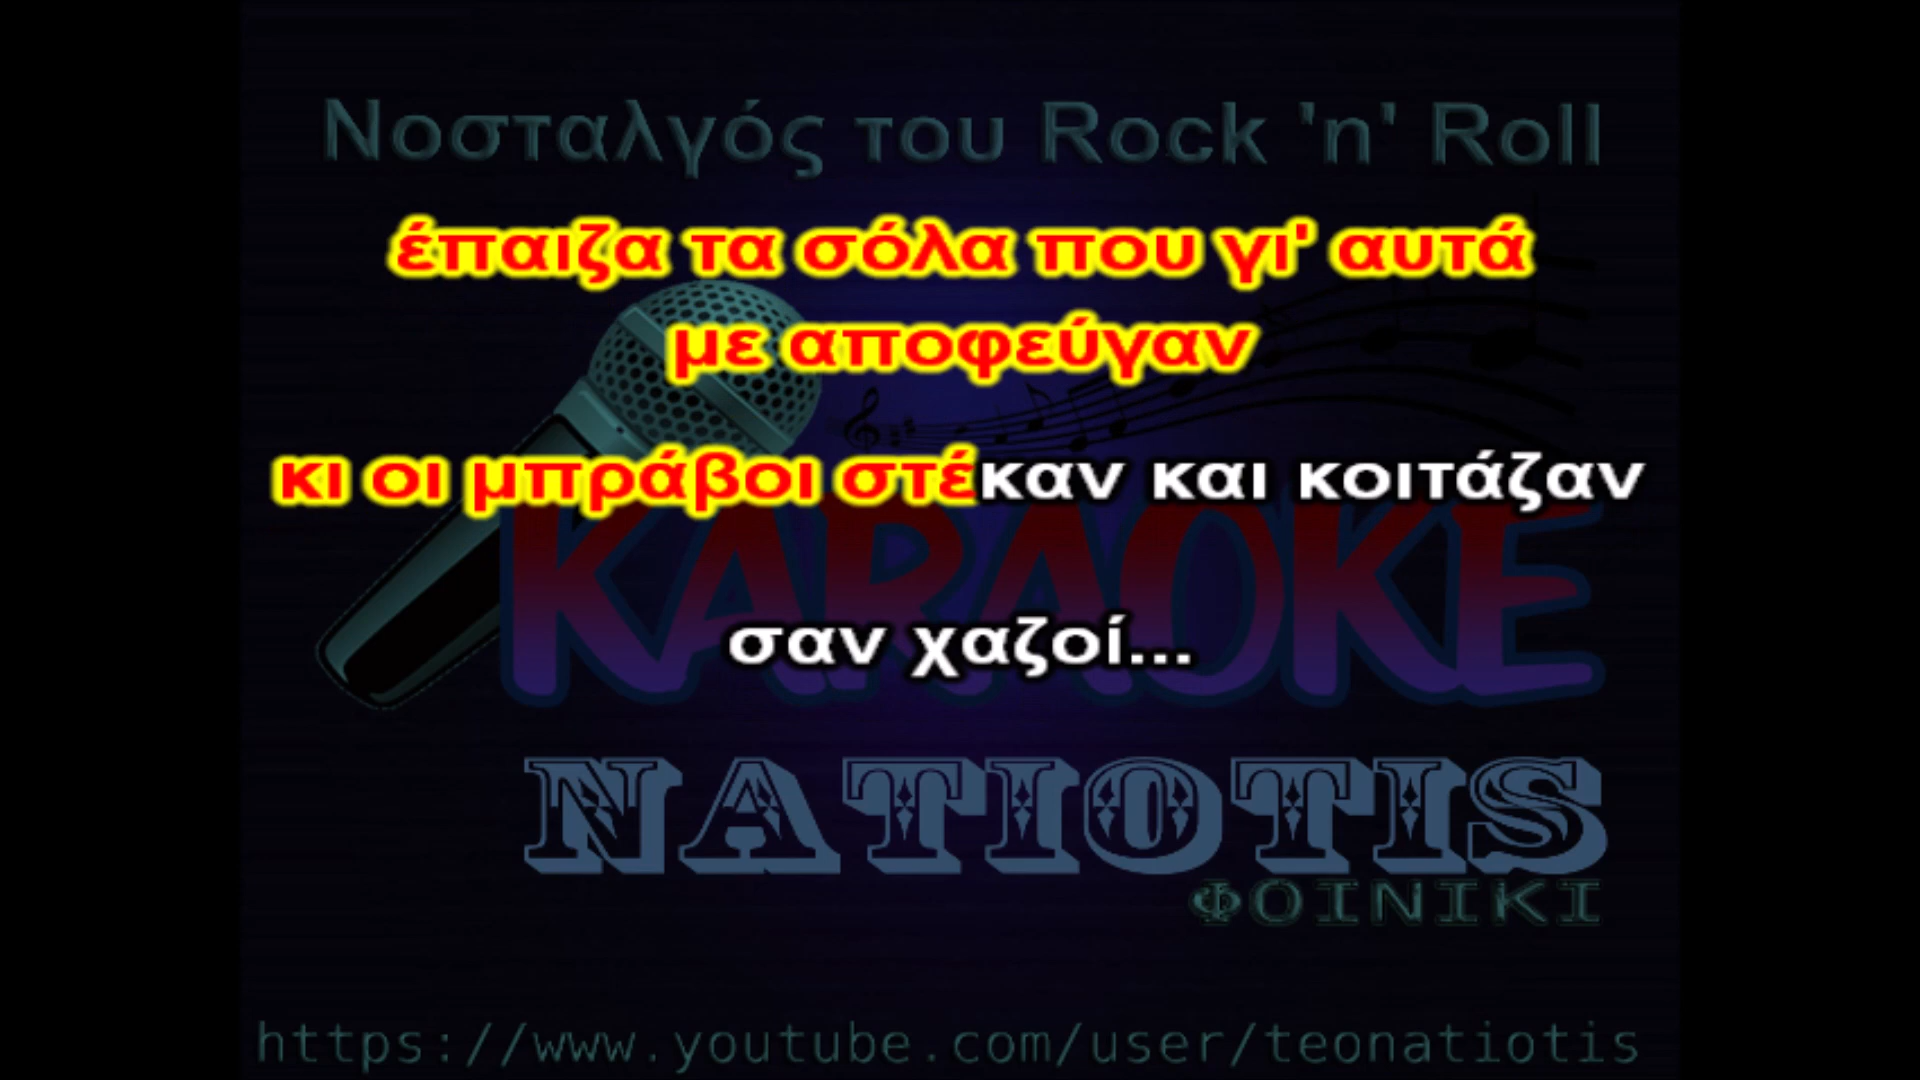 Νοσταλγός του Rock 'n' Roll
έπαιζα τα σόλα που γι' αυτά
με αποφεύγαν
κι οι μπράβοι στέκαν και κοιτάζαν
σαν χαζοί...
KARAOKE
NATIOTIS
ΦΟΙΝΙΚΙ
https://www.youtube.com/user/teonatiotis